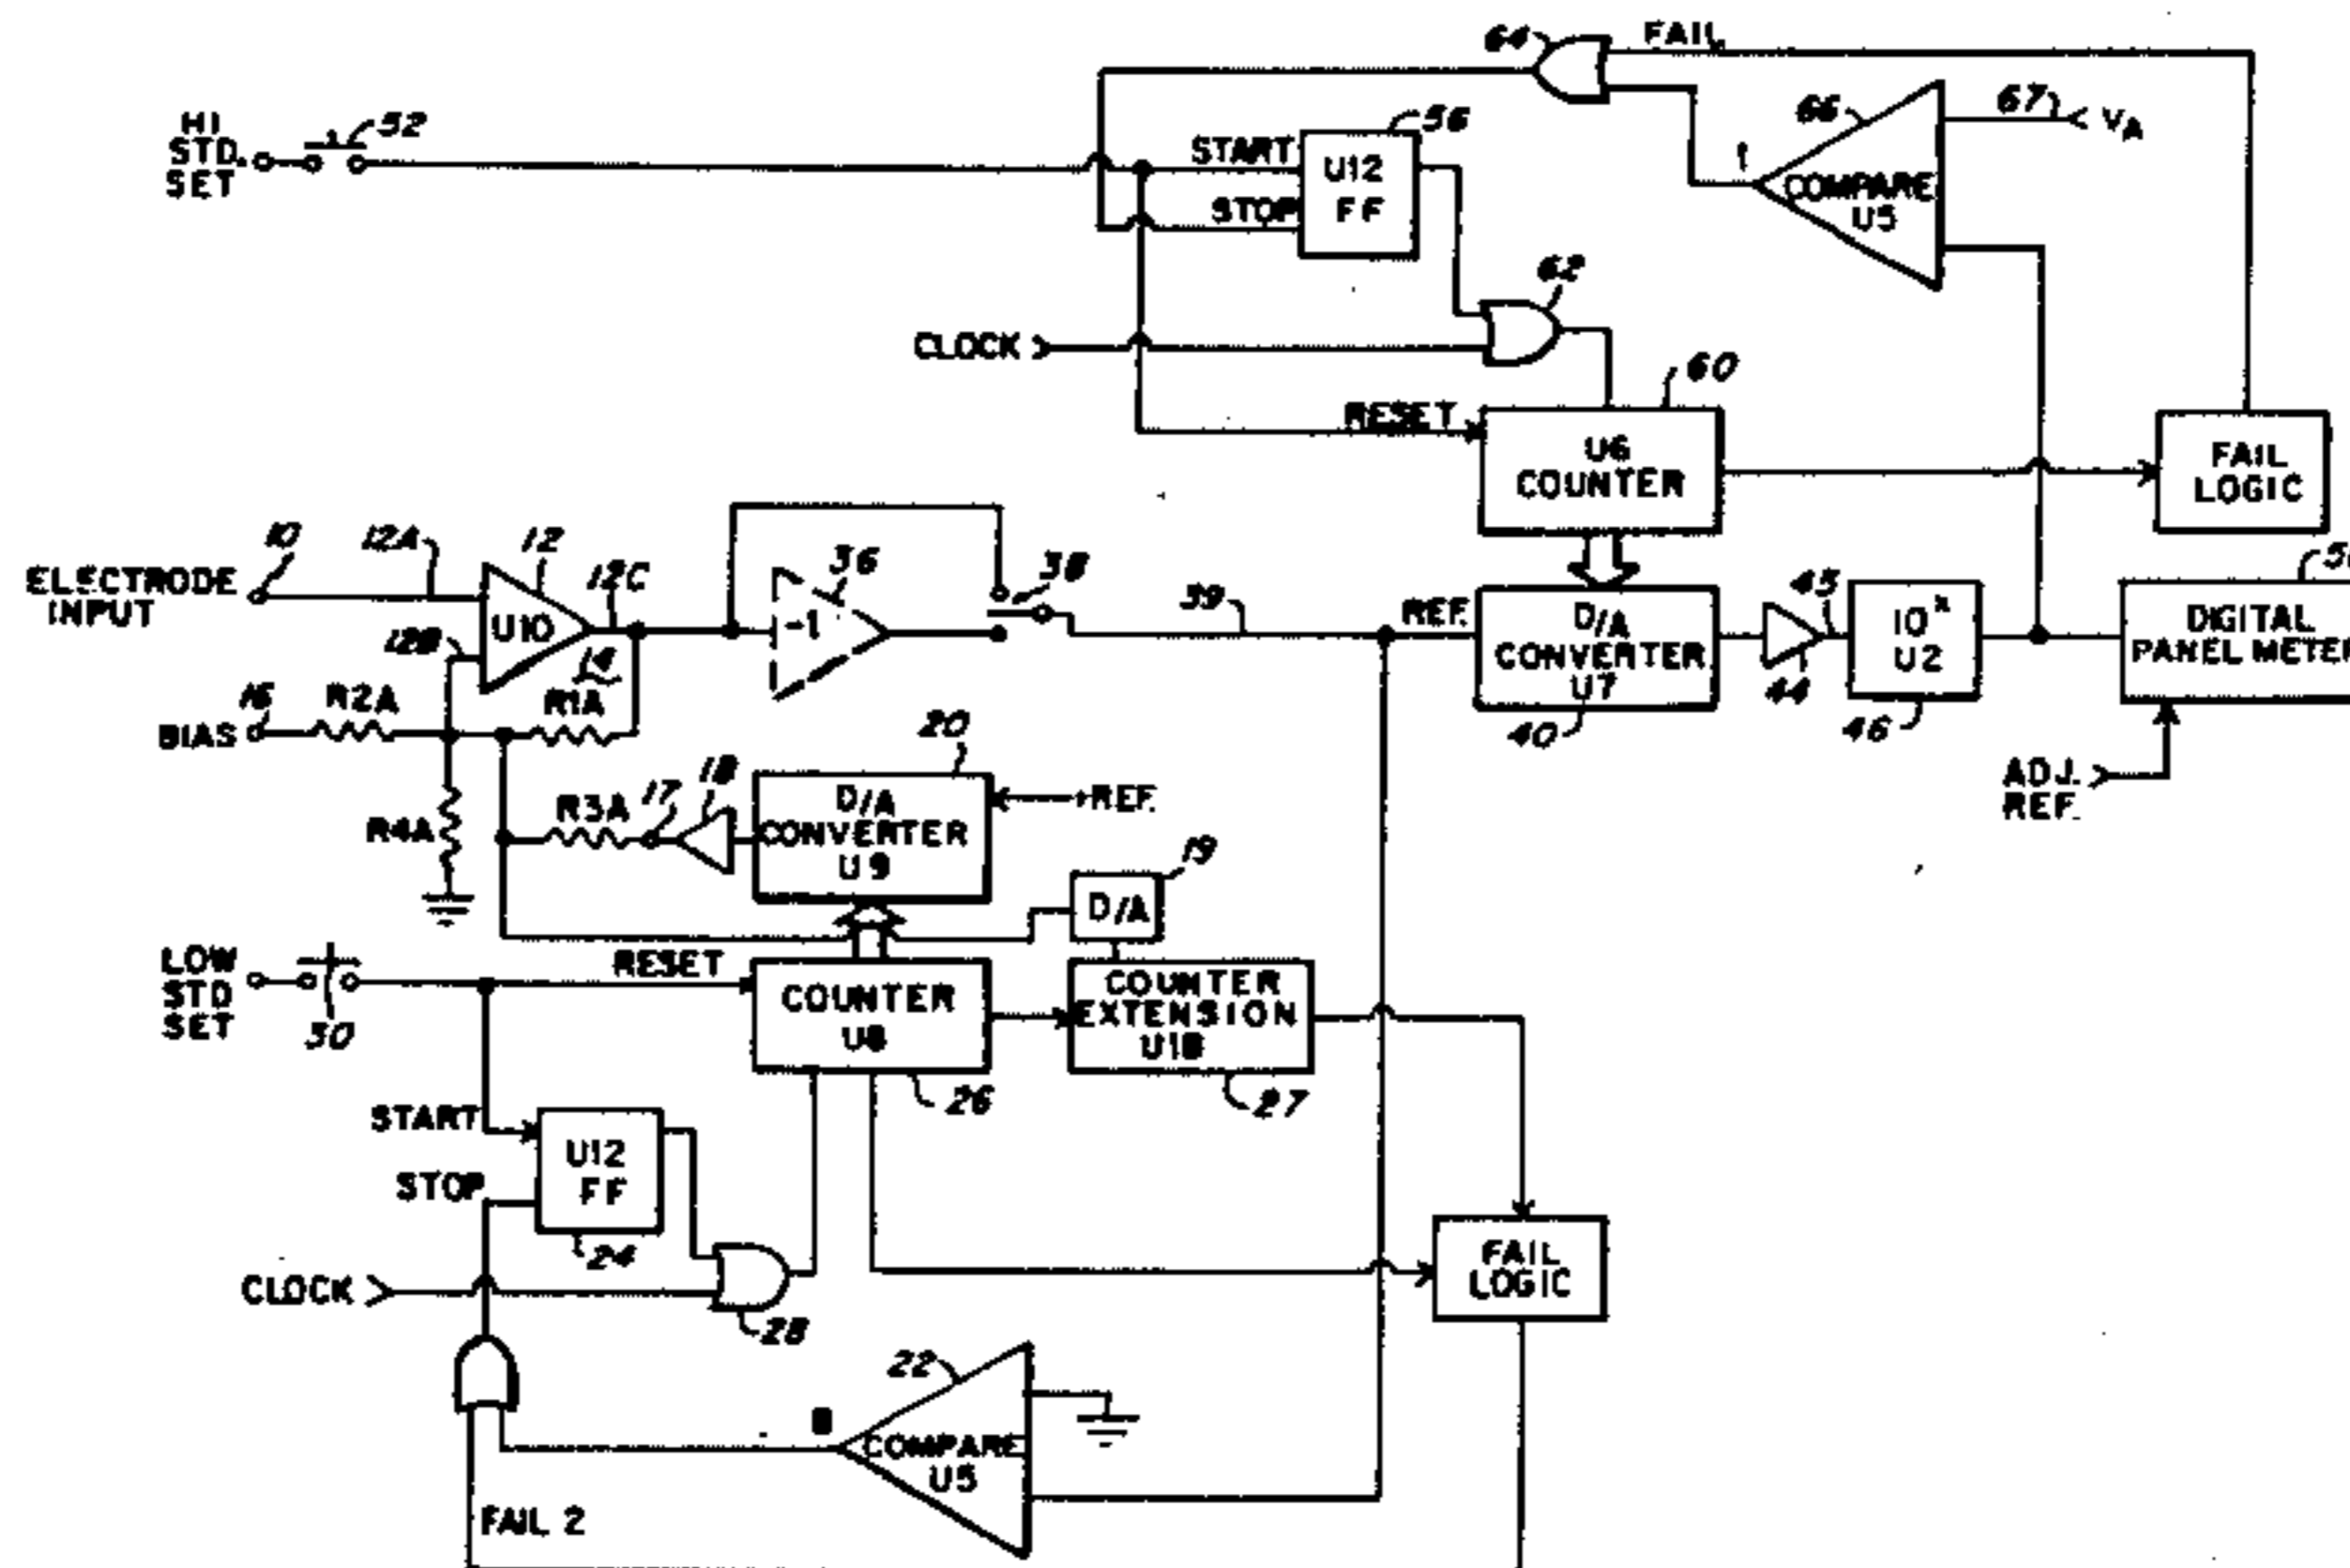 64
FAIL
HI
STD.
SET
52
START
STOP
56
U12
FF
66
67
VA
1
COMPARE
U5
62
CLOCK
60
RESET
U6
COUNTER
FAIL
LOGIC
10
12A
12
12C
36
38
ELECTRODE
INPUT
U10
-1
39
REF.
D/A
CONVERTER
U7
45
10ˣ
U2
DIGITAL
PANEL METER
12B
14
16
R2A
R1A
BIAS
40
44
46
20
ADJ.
REF.
R4A
R3A
17
18
D/A
CONVERTER
U9
+REF.
19
D/A
LOW
STD
SET
30
RESET
COUNTER
U8
COUNTER
EXTENSION
U18
26
27
START
STOP
U12
FF
24
CLOCK
28
FAIL
LOGIC
22
COMPARE
U5
FAIL 2